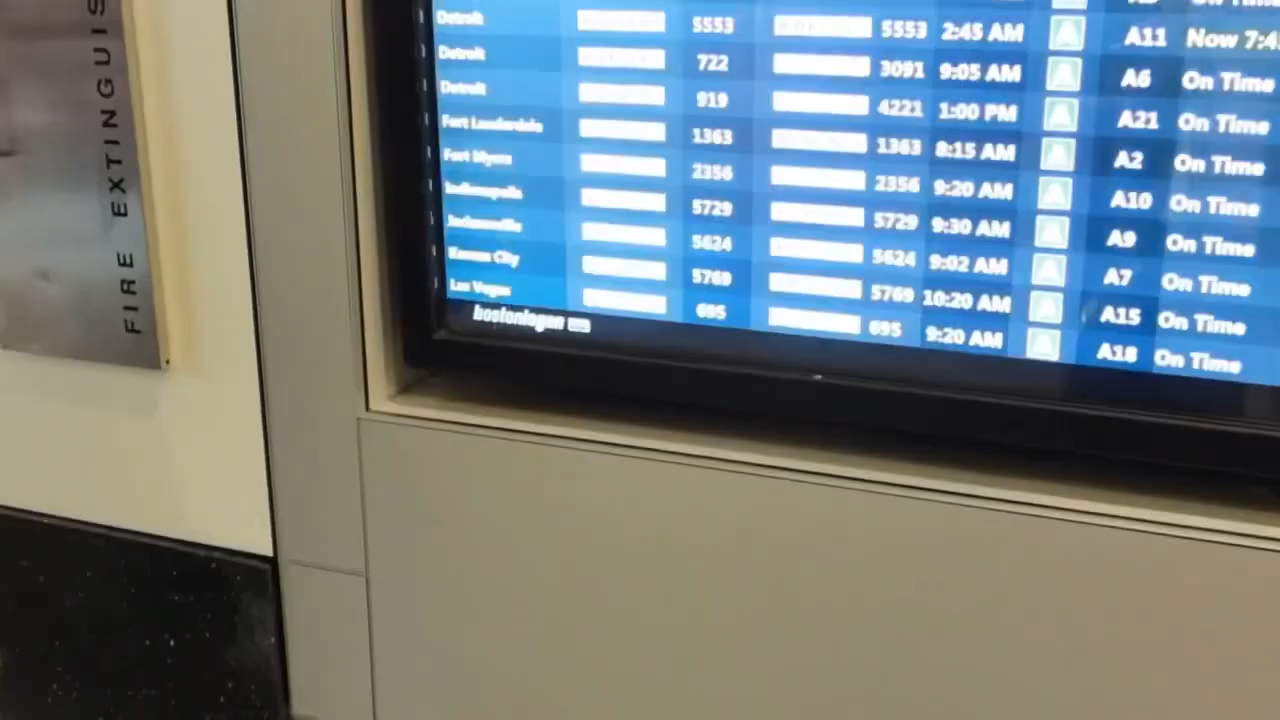 FIRE EXTINGUIS
Detroit 5553 5553 2:45 AM A A11 Now 7:4
Detroit 722 3091 9:05 AM A A6 On Time
Detroit 919 4221 1:00 PM A A21 On Time
Fort Lauderdale 1363 1363 8:15 AM A A2 On Time
Fort Myers 2356 2356 9:20 AM A A10 On Time
Indianapolis 5729 5729 9:30 AM A A9 On Time
Jacksonville 5624 5624 9:02 AM A A7 On Time
Kansas City 5769 5769 10:20 AM A A15 On Time
Las Vegas 695 695 9:20 AM A A18 On Time
bostonlogan